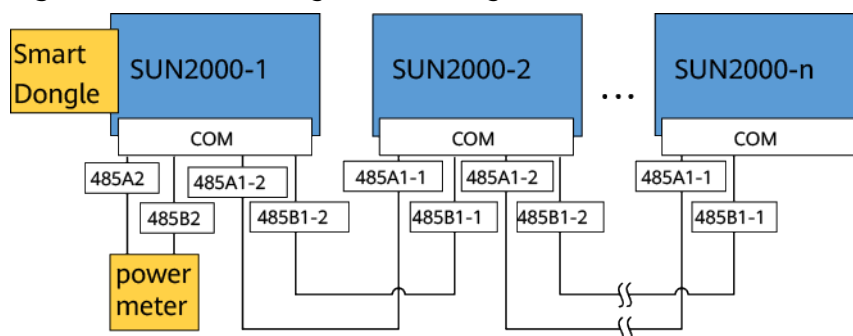 Smart
Dongle
SUN2000-1
SUN2000-2
...
SUN2000-n
COM
COM
COM
485A2
485A1-2
485A1-1
485A1-2
485A1-1
485B2
485B1-2
485B1-1
485B1-2
485B1-1
power
meter